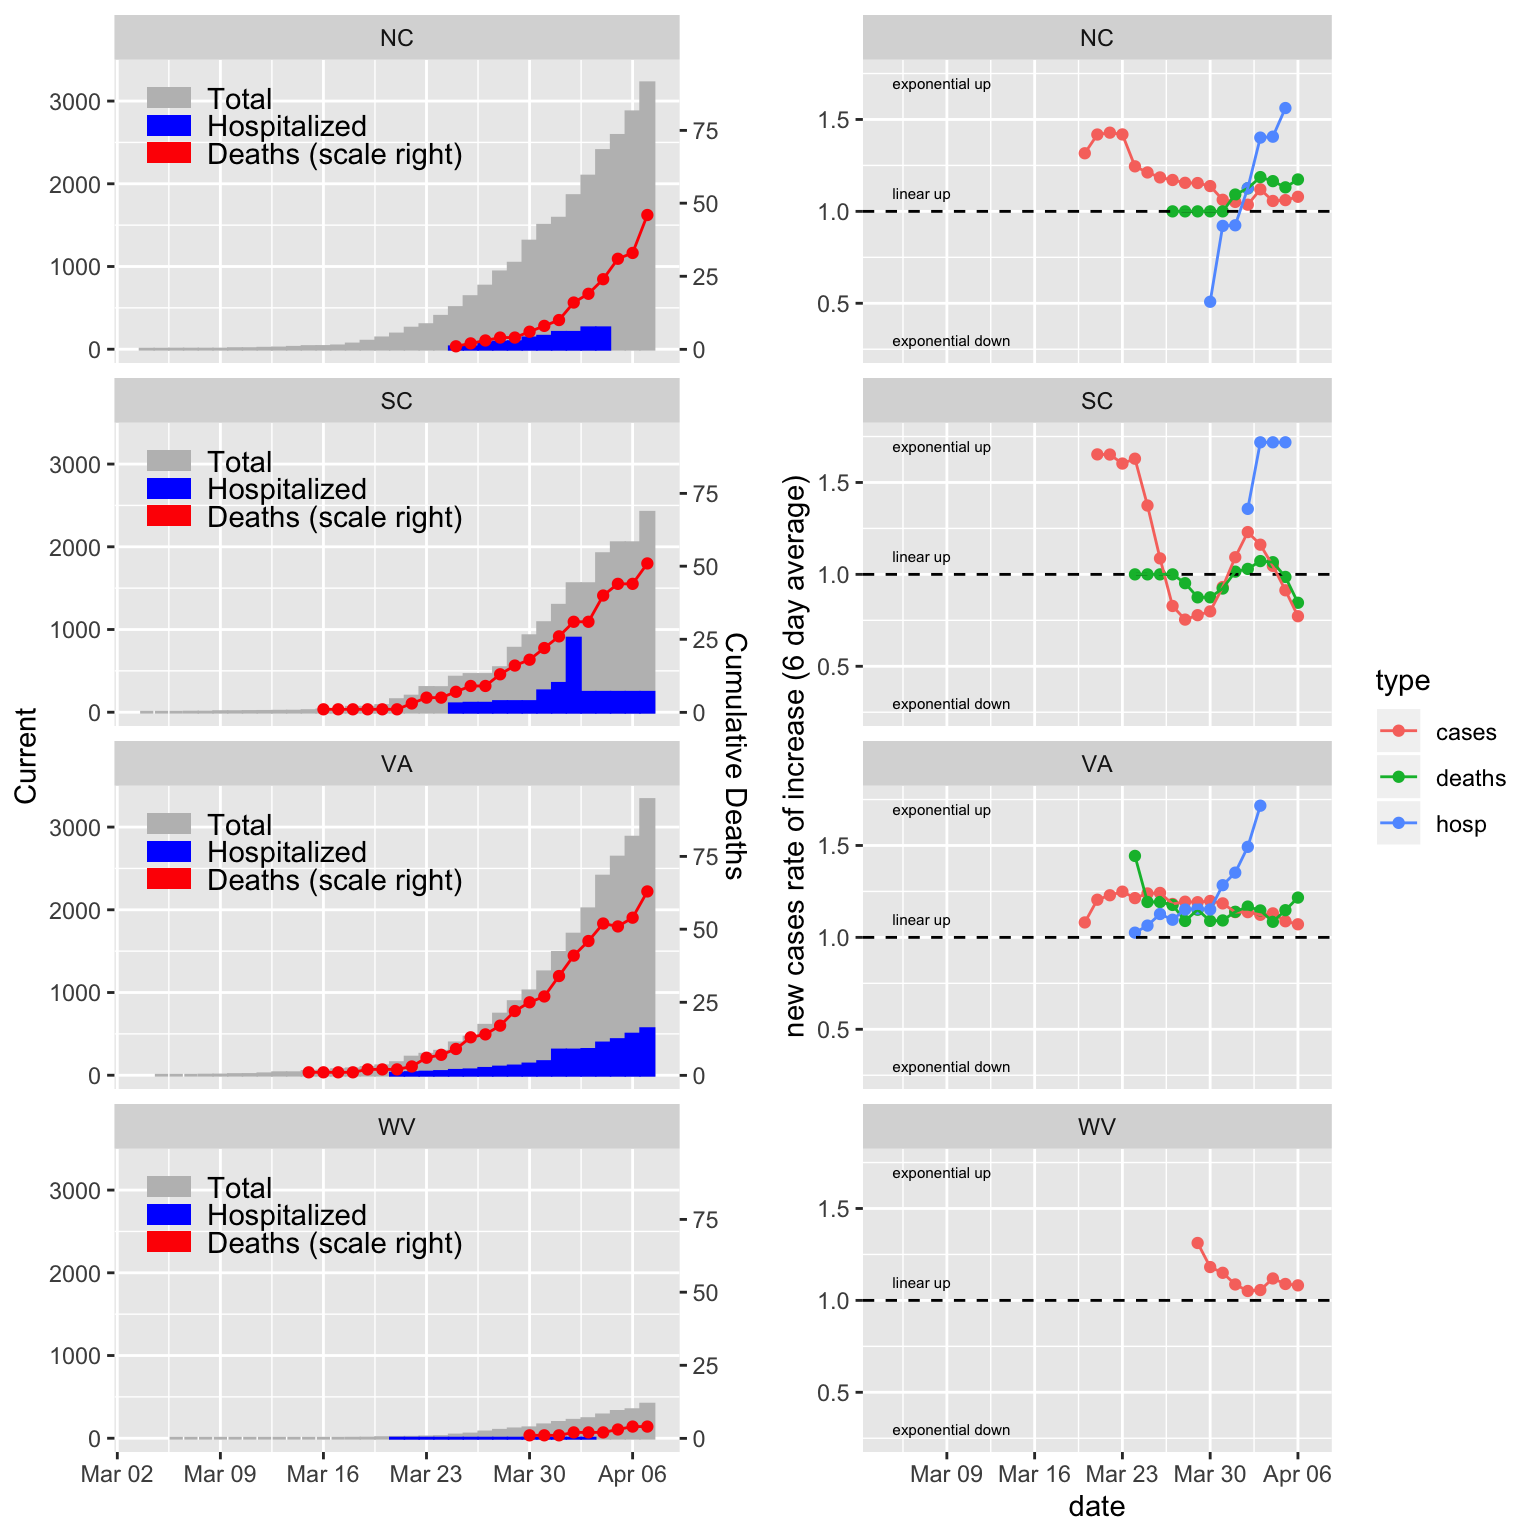 NC
3000
2000
1000
0
Total
Hospitalized
Deaths (scale right)
75
50
25
0
SC
3000
2000
1000
0
Total
Hospitalized
Deaths (scale right)
75
50
25
0
VA
3000
2000
1000
0
Total
Hospitalized
Deaths (scale right)
75
50
25
0
WV
3000
2000
1000
0
Total
Hospitalized
Deaths (scale right)
75
50
25
0
Mar 02 Mar 09 Mar 16 Mar 23 Mar 30 Apr 06
Current
Cumulative Deaths
NC
1.5
1.0
0.5
exponential up
linear up
exponential down
SC
1.5
1.0
0.5
exponential up
linear up
exponential down
VA
1.5
1.0
0.5
exponential up
linear up
exponential down
WV
1.5
1.0
0.5
exponential up
linear up
exponential down
Mar 09 Mar 16 Mar 23 Mar 30 Apr 06
date
new cases rate of increase (6 day average)
type
cases
deaths
hosp